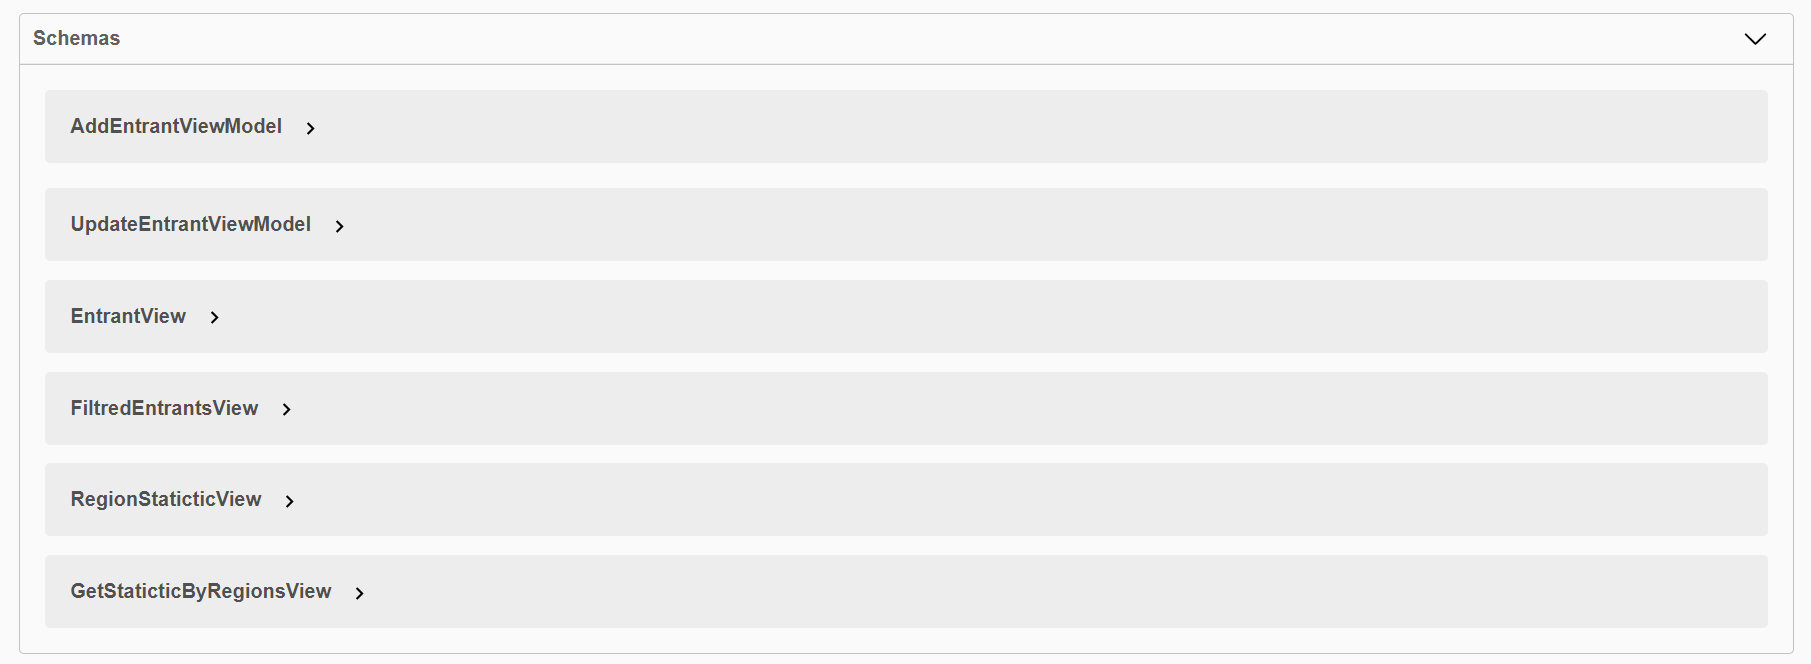 Schemas
AddEntrantViewModel
UpdateEntrantViewModel
EntrantView
FiltredEntrantsView
RegionStaticticView
GetStaticticByRegionsView